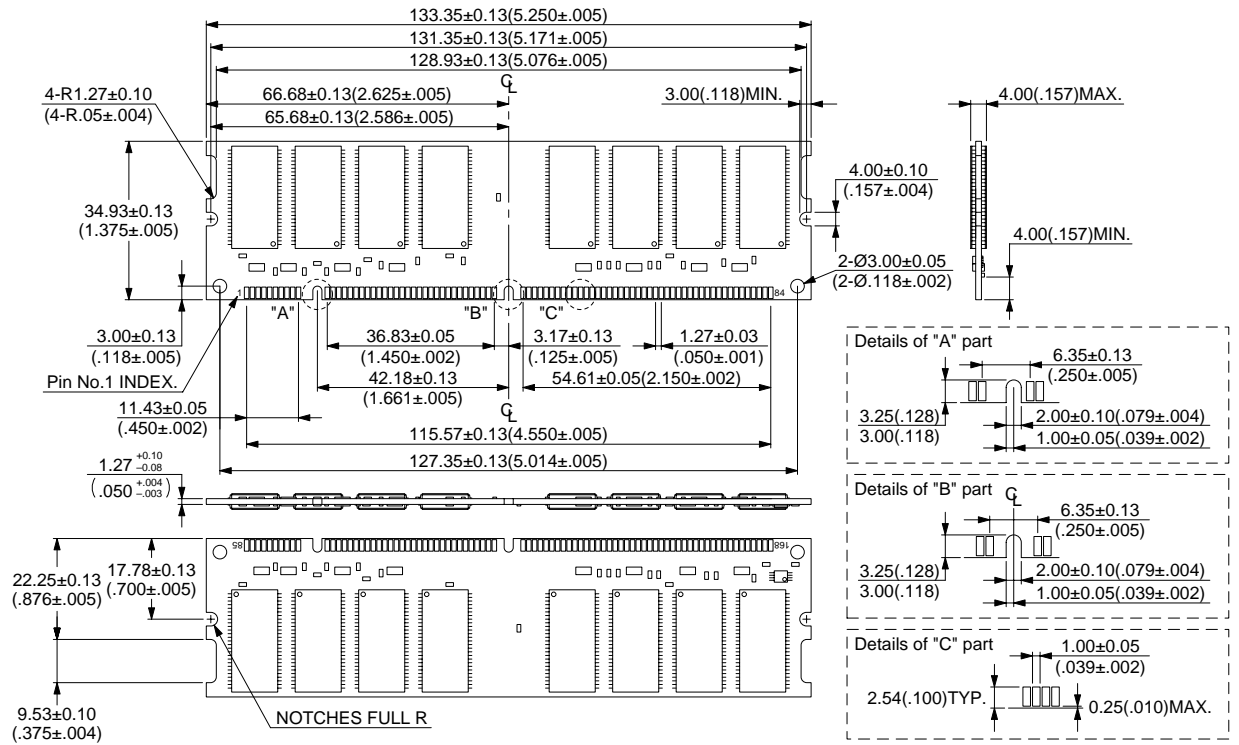 133.35±0.13(5.250±.005)
131.35±0.13(5.171±.005)
128.93±0.13(5.076±.005)
℄
4-R1.27±0.10
(4-R.05±.004)
66.68±0.13(2.625±.005)
65.68±0.13(2.586±.005)
3.00(.118)MIN.
4.00(.157)MAX.
4.00±0.10
(.157±.004)
34.93±0.13
(1.375±.005)
4.00(.157)MIN.
2-Ø3.00±0.05
(2-Ø.118±.002)
1
84
"A"
"B"
"C"
3.00±0.13
(.118±.005)
36.83±0.05
(1.450±.002)
3.17±0.13
(.125±.005)
1.27±0.03
(.050±.001)
Pin No.1 INDEX.
42.18±0.13
(1.661±.005)
54.61±0.05(2.150±.002)
11.43±0.05
(.450±.002)
℄
115.57±0.13(4.550±.005)
127.35±0.13(5.014±.005)
1.27 +0.10 −0.08
(.050 +.004 −.003)
85
168
22.25±0.13
(.876±.005)
17.78±0.13
(.700±.005)
9.53±0.10
(.375±.004)
NOTCHES FULL R
Details of "A" part
6.35±0.13
(.250±.005)
3.25(.128)
3.00(.118)
2.00±0.10(.079±.004)
1.00±0.05(.039±.002)
Details of "B" part
℄
6.35±0.13
(.250±.005)
3.25(.128)
3.00(.118)
2.00±0.10(.079±.004)
1.00±0.05(.039±.002)
Details of "C" part
1.00±0.05
(.039±.002)
2.54(.100)TYP.
0.25(.010)MAX.